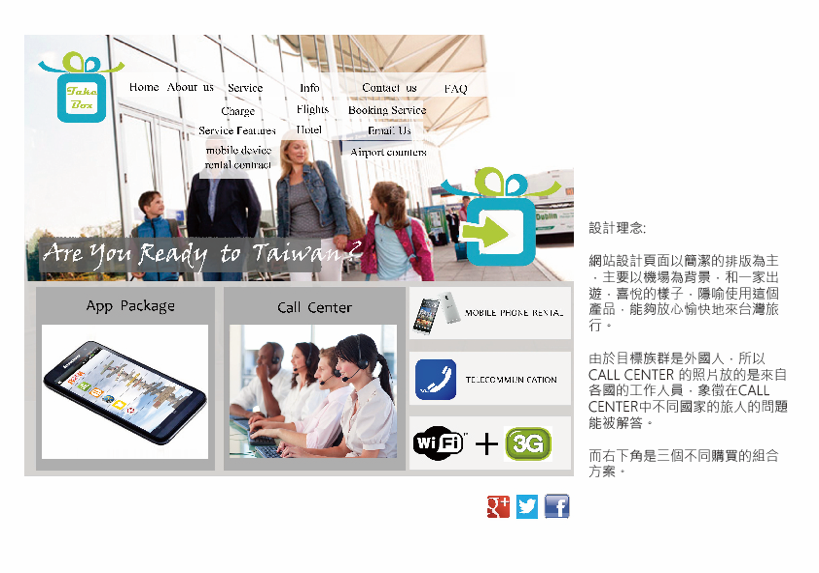 Take
Box
Home About us Service Info Contact us FAQ
Charge Flights Booking Service
Service Features Hotel Email Us
mobile device
rental contract
Airport counters
Dublin
Are You Ready to Taiwan?
App Package
Call Center
MOBILE PHONE RENTAL
TELECOMMUNICATION
WiFi + 3G
設計理念:
網站設計頁面以簡潔的排版為主
，主要以機場為背景，和一家出
遊，喜悅的樣子，隱喻使用這個
產品，能夠放心愉快地來台灣旅
行。
由於目標族群是外國人，所以
CALL CENTER 的照片放的是來自
各國的工作人員，象徵在CALL
CENTER中不同國家的旅人的問題
能被解答。
而右下角是三個不同購買的組合
方案。